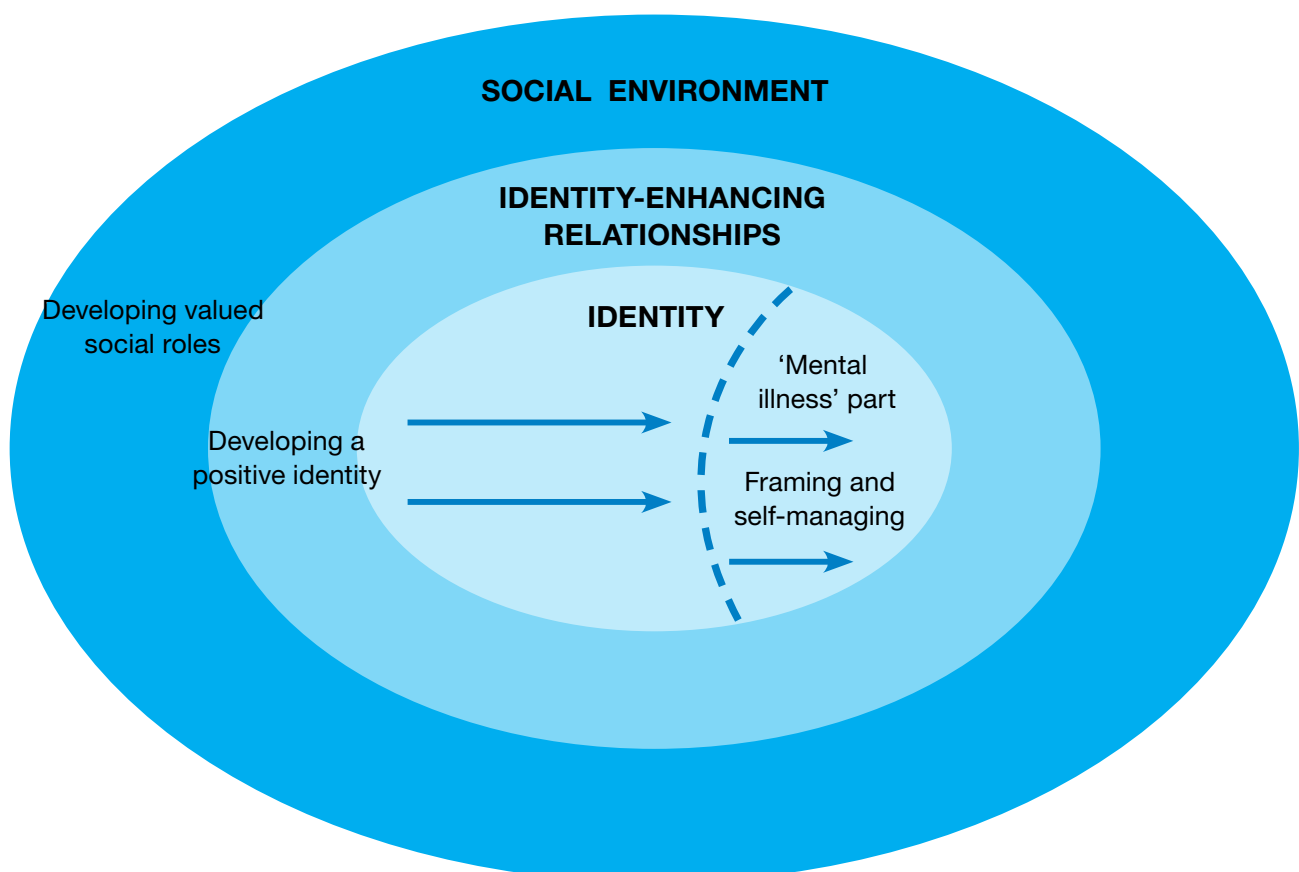 SOCIAL ENVIRONMENT
IDENTITY-ENHANCING
RELATIONSHIPS
IDENTITY
Developing valued
social roles
‘Mental
illness’ part
Developing a
positive identity
Framing and
self-managing